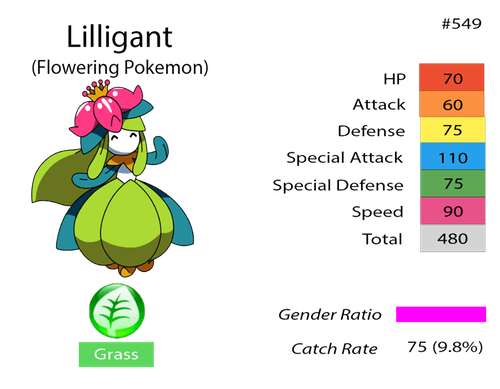 #549
Lilligant
(Flowering Pokemon)
HP 70
Attack 60
Defense 75
Special Attack 110
Special Defense 75
Speed 90
Total 480
Grass
Gender Ratio
Catch Rate 75 (9.8%)